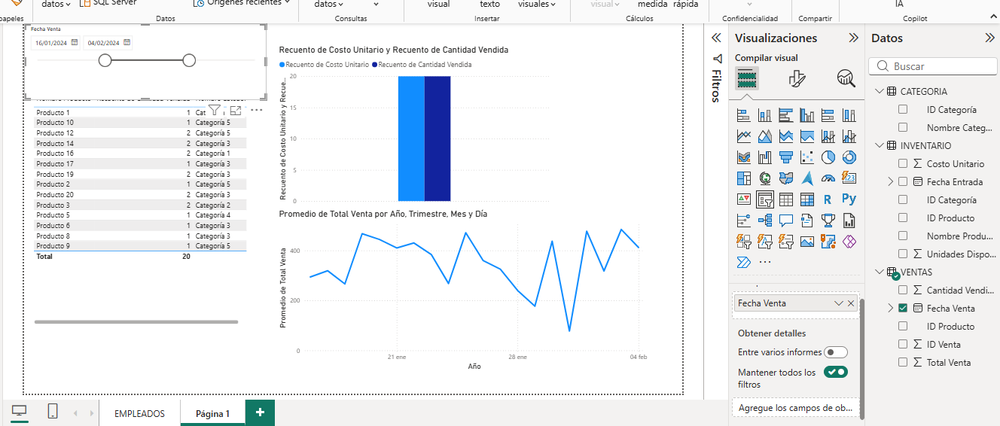 datos
SQL Server
Orígenes recientes
datos
visual
texto
visuales
visual
medida
rápida
IA
papeles
Datos
Consultas
Insertar
Cálculos
Confidencialidad
Compartir
Copilot
Fecha Venta
16/01/2024
04/02/2024
Producto 1 1 Cat
Producto 10 1 Categoría 5
Producto 12 2 Categoría 5
Producto 14 2 Categoría 3
Producto 16 2 Categoría 1
Producto 17 1 Categoría 3
Producto 19 2 Categoría 3
Producto 2 1 Categoría 5
Producto 20 2 Categoría 3
Producto 3 2 Categoría 2
Producto 5 1 Categoría 4
Producto 6 1 Categoría 3
Producto 8 1 Categoría 3
Producto 9 1 Categoría 5
Total 20
Recuento de Costo Unitario y Recuento de Cantidad Vendida
Recuento de Costo Unitario
Recuento de Cantidad Vendida
Recuento de Costo Unitario y Recue...
20
15
10
5
0
Promedio de Total Venta por Año, Trimestre, Mes y Día
Promedio de Total Venta
400
200
0
21 ene
28 ene
04 feb
Año
Filtros
Visualizaciones
Compilar visual
123
R
Py
Fecha Venta
Obtener detalles
Entre varios informes
Mantener todos los
filtros
Agregue los campos de ob...
Datos
Buscar
CATEGORIA
ID Categoría
Nombre Categ...
INVENTARIO
Costo Unitario
Fecha Entrada
ID Categoría
ID Producto
Nombre Produ...
Unidades Dispo...
VENTAS
Cantidad Vendi...
Fecha Venta
ID Producto
ID Venta
Total Venta
EMPLEADOS
Página 1
+